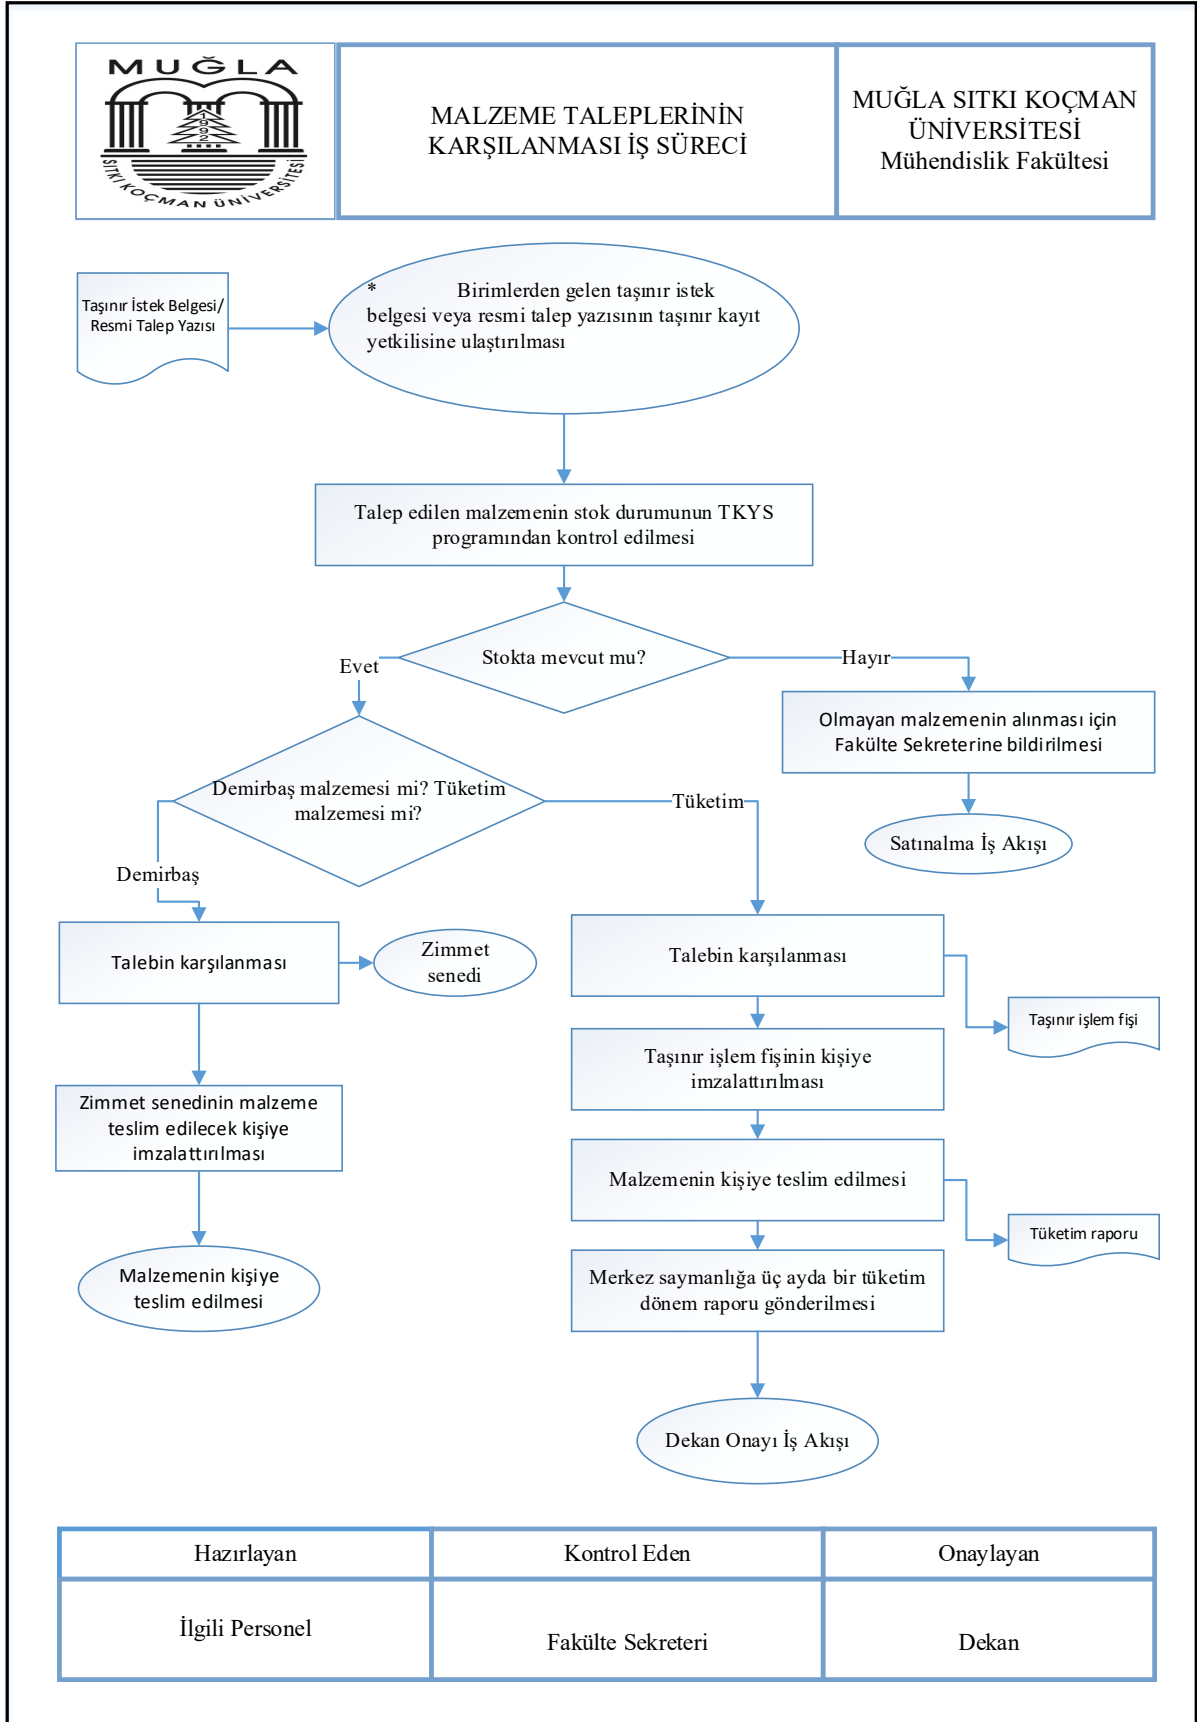 MUĞLA
1992
SITKI KOÇMAN ÜNİVERSİTESİ
MALZEME TALEPLERİNİN
KARŞILANMASI İŞ SÜRECİ
MUĞLA SITKI KOÇMAN
ÜNİVERSİTESİ
Mühendislik Fakültesi
Taşınır İstek Belgesi/
Resmi Talep Yazısı
* Birimlerden gelen taşınır istek
belgesi veya resmi talep yazısının taşınır kayıt
yetkilisine ulaştırılması
Talep edilen malzemenin stok durumunun TKYS
programından kontrol edilmesi
Stokta mevcut mu?
Evet
Hayır
Olmayan malzemenin alınması için
Fakülte Sekreterine bildirilmesi
Demirbaş malzemesi mi? Tüketim
malzemesi mi?
Tüketim
Satınalma İş Akışı
Demirbaş
Talebin karşılanması
Zimmet
senedi
Talebin karşılanması
Taşınır işlem fişi
Taşınır işlem fişinin kişiye
imzalattırılması
Zimmet senedinin malzeme
teslim edilecek kişiye
imzalattırılması
Malzemenin kişiye teslim edilmesi
Tüketim raporu
Malzemenin kişiye
teslim edilmesi
Merkez saymanlığa üç ayda bir tüketim
dönem raporu gönderilmesi
Dekan Onayı İş Akışı
Hazırlayan
Kontrol Eden
Onaylayan
İlgili Personel
Fakülte Sekreteri
Dekan